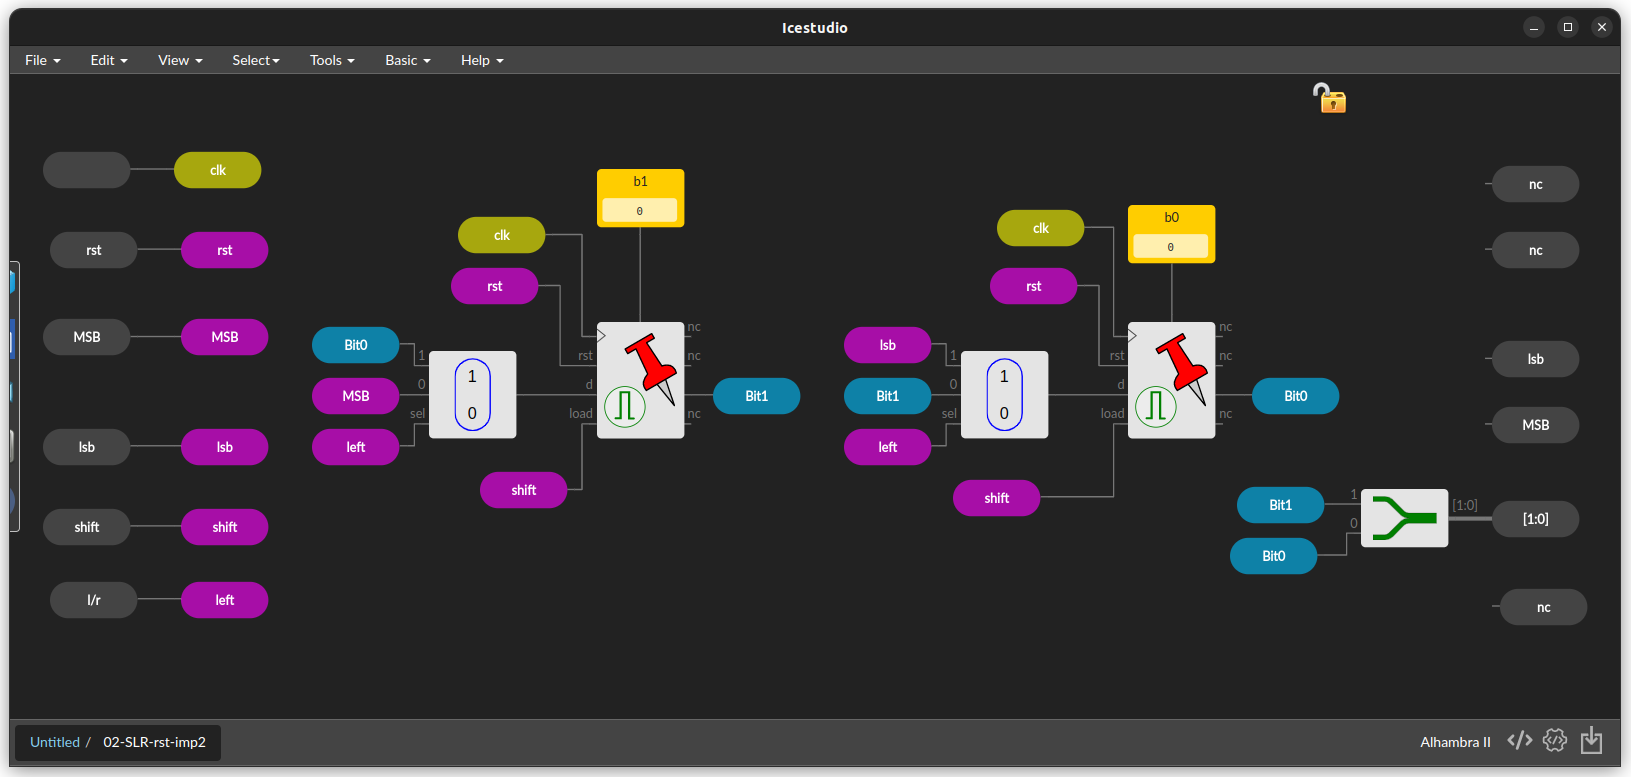 Icestudio
File Edit View Select Tools Basic Help
clk
rst rst
MSB MSB
lsb lsb
shift shift
l/r left
b1
0
clk
rst
Bit0
MSB
left
1
0
sel
1
0
shift
rst
d
load
nc
nc
nc
Bit1
b0
0
clk
rst
lsb
Bit1
left
1
0
sel
1
0
shift
rst
d
load
nc
nc
nc
Bit0
nc
nc
lsb
MSB
Bit1
Bit0
1
0
[1:0]
[1:0]
nc
Untitled / 02-SLR-rst-imp2
Alhambra II